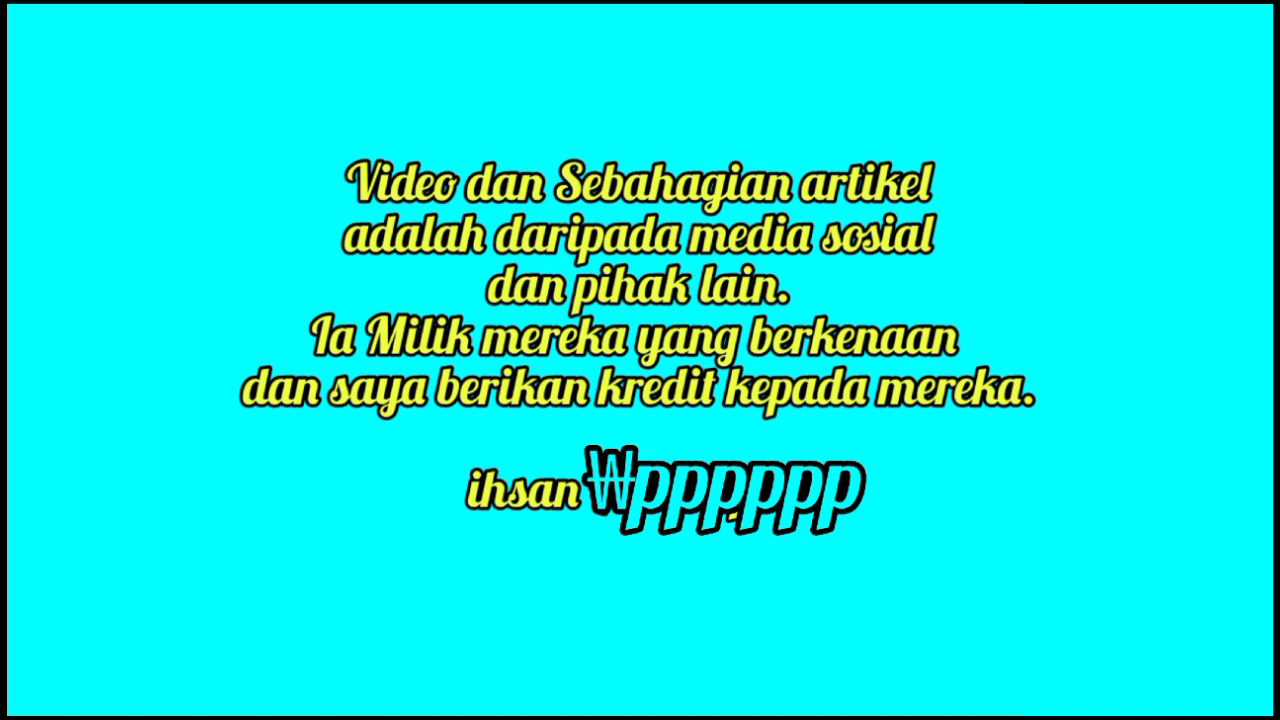 Video dan Sebahagian artikel
adalah daripada media sosial
dan pihak lain.
Ia Milik mereka yang berkenaan
dan saya berikan kredit kepada mereka.
ihsan ₩pppppp